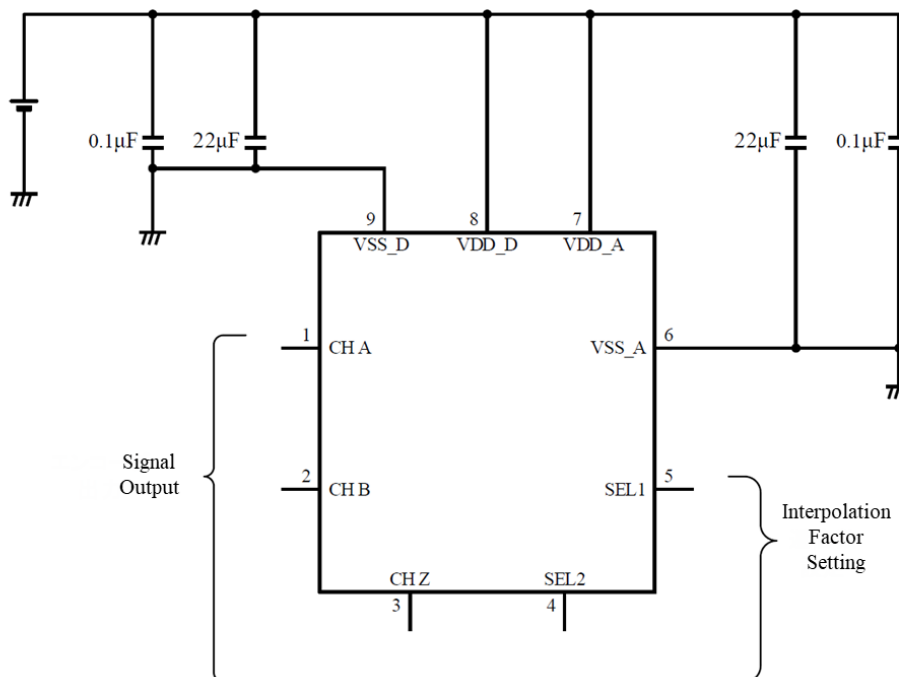 0.1μF
22μF
22μF
0.1μF
9
8
7
VSS_D
VDD_D
VDD_A
1
CH A
6
VSS_A
Signal
Output
2
CH B
5
SEL1
Interpolation
Factor
Setting
CH Z
SEL2
3
4